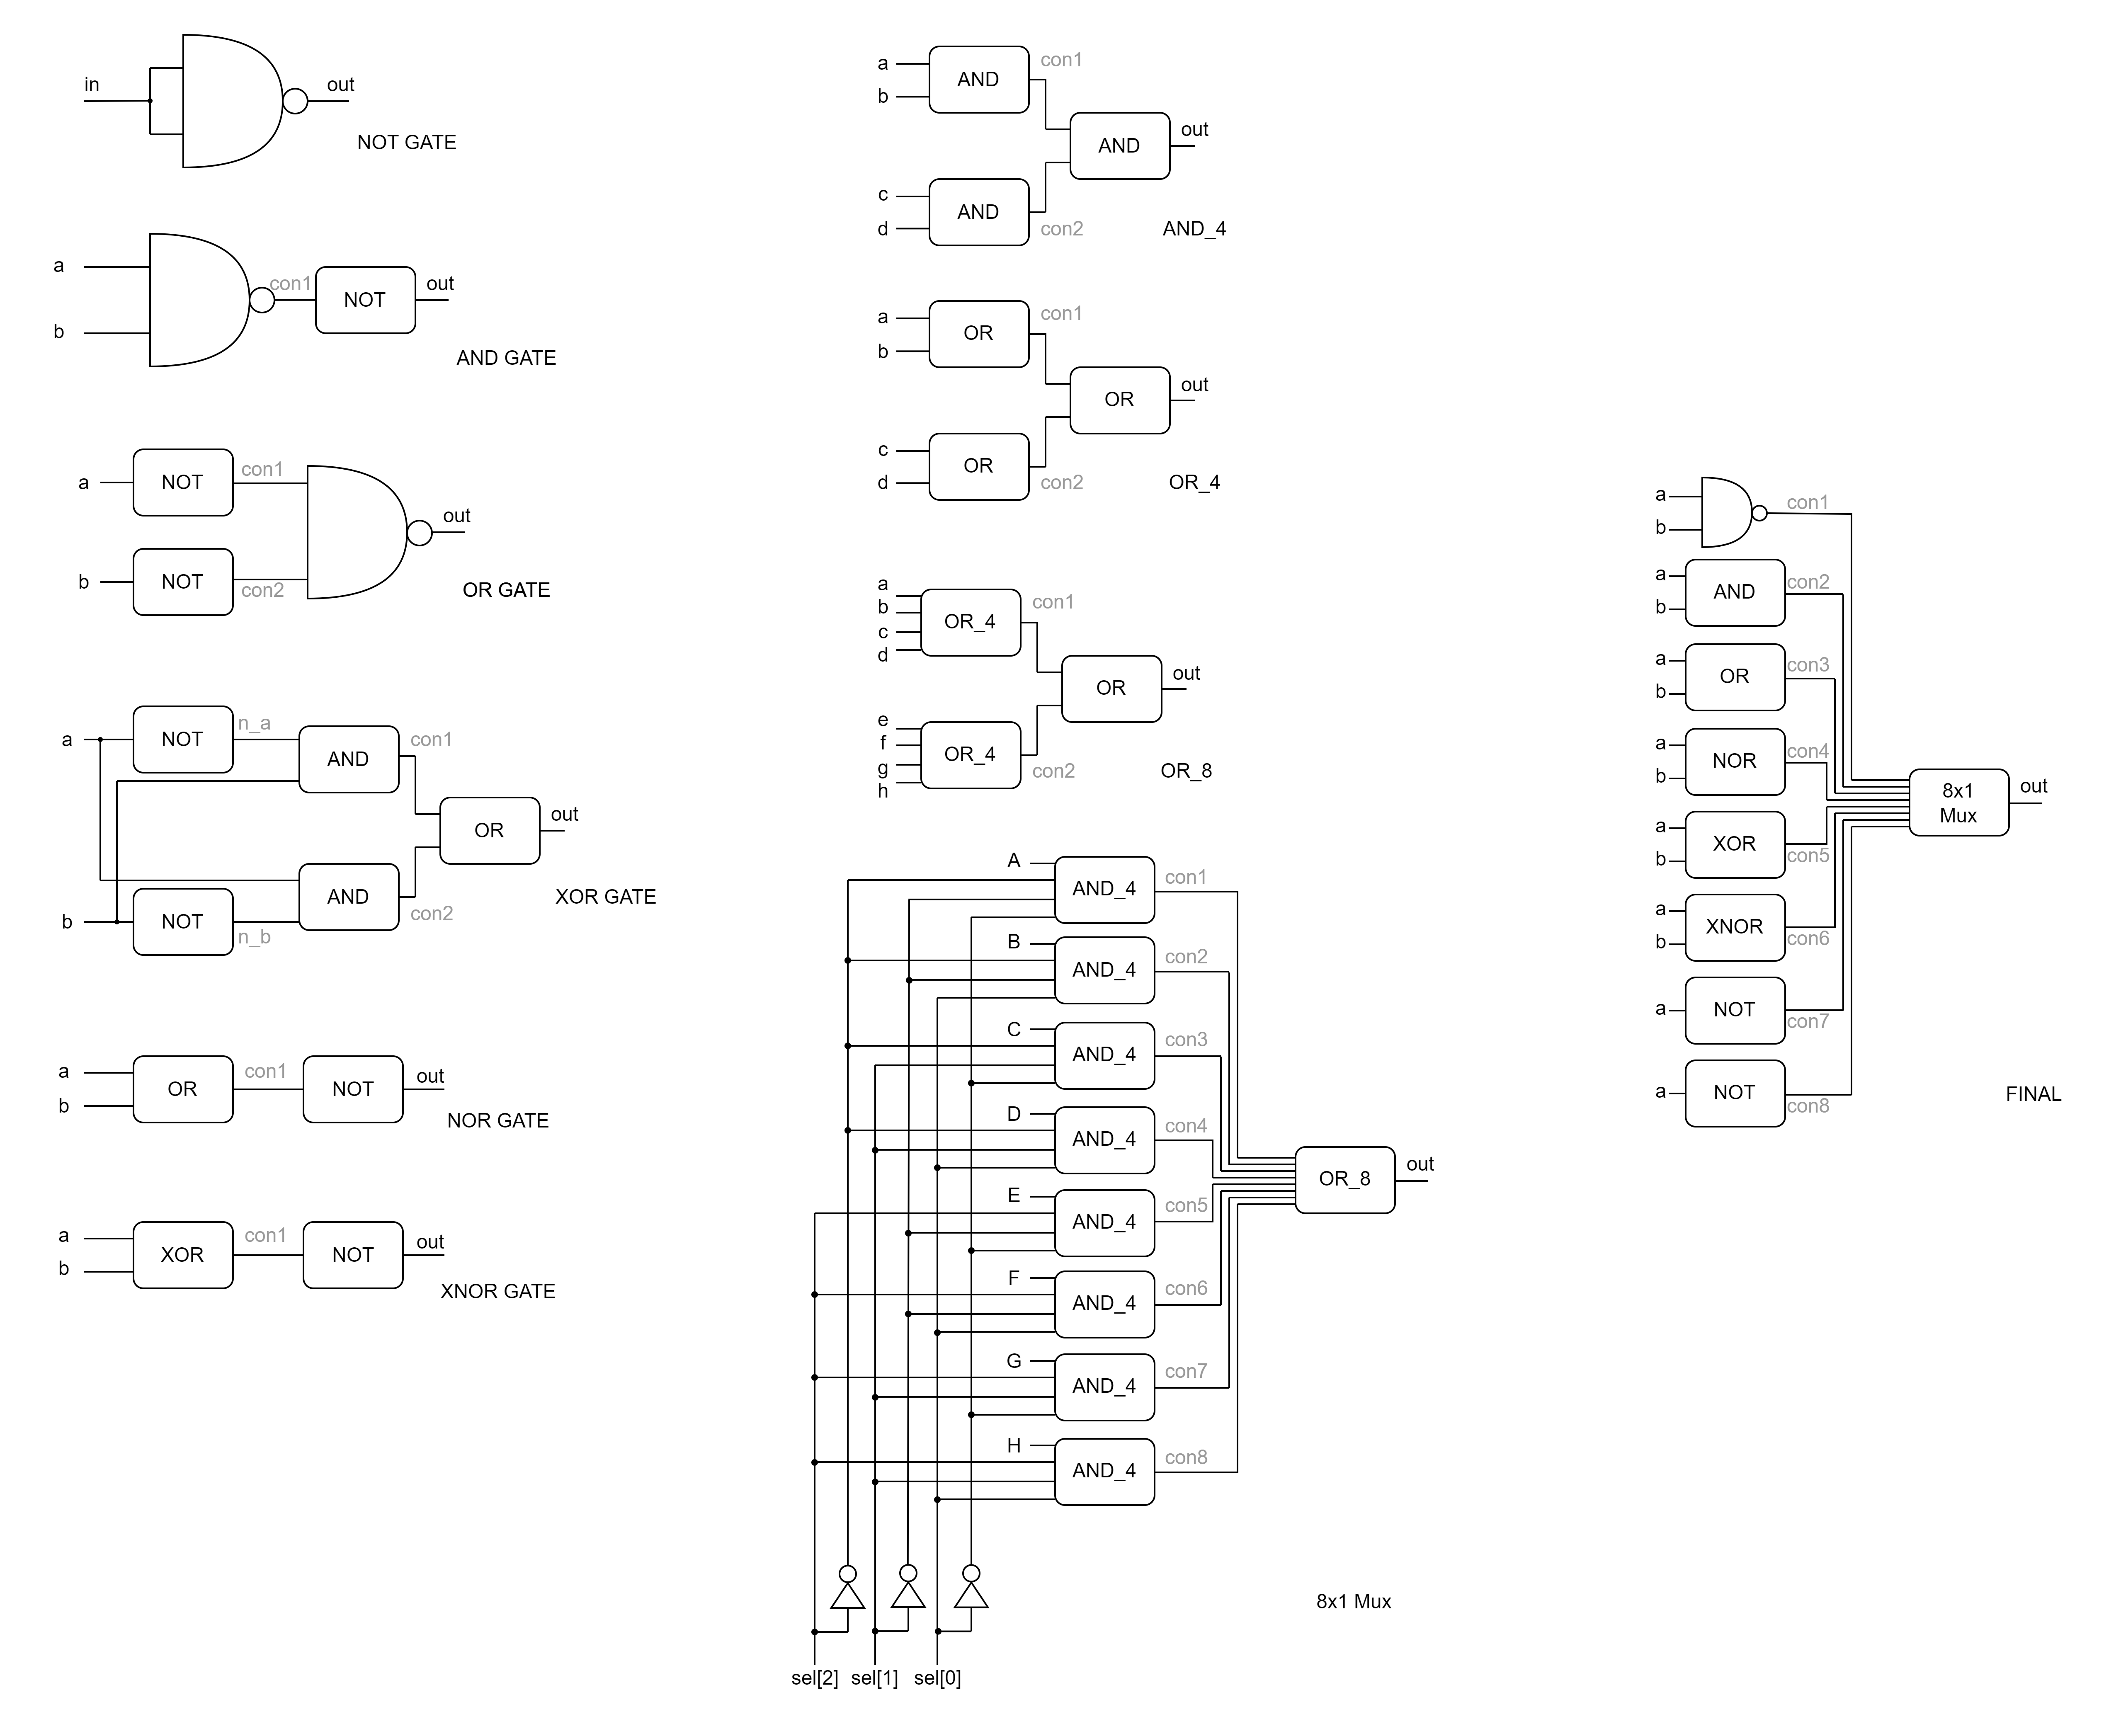 in
out
NOT GATE
a
b
con1
NOT
out
AND GATE
a
NOT
con1
b
NOT
con2
out
OR GATE
a
NOT
n_a
AND
con1
b
NOT
n_b
AND
con2
OR
out
XOR GATE
a
b
OR
con1
NOT
out
NOR GATE
a
b
XOR
con1
NOT
out
XNOR GATE
a
b
AND
con1
c
d
AND
con2
AND
out
AND_4
a
b
OR
con1
c
d
OR
con2
OR
out
OR_4
a
b
c
d
OR_4
con1
e
f
g
h
OR_4
con2
OR
out
OR_8
A
AND_4
con1
B
AND_4
con2
C
AND_4
con3
D
AND_4
con4
E
AND_4
con5
F
AND_4
con6
G
AND_4
con7
H
AND_4
con8
OR_8
out
8x1 Mux
sel[2]
sel[1]
sel[0]
a
b
con1
a
b
AND
con2
a
b
OR
con3
a
b
NOR
con4
a
b
XOR
con5
a
b
XNOR
con6
a
NOT
con7
a
NOT
con8
8x1
Mux
out
FINAL